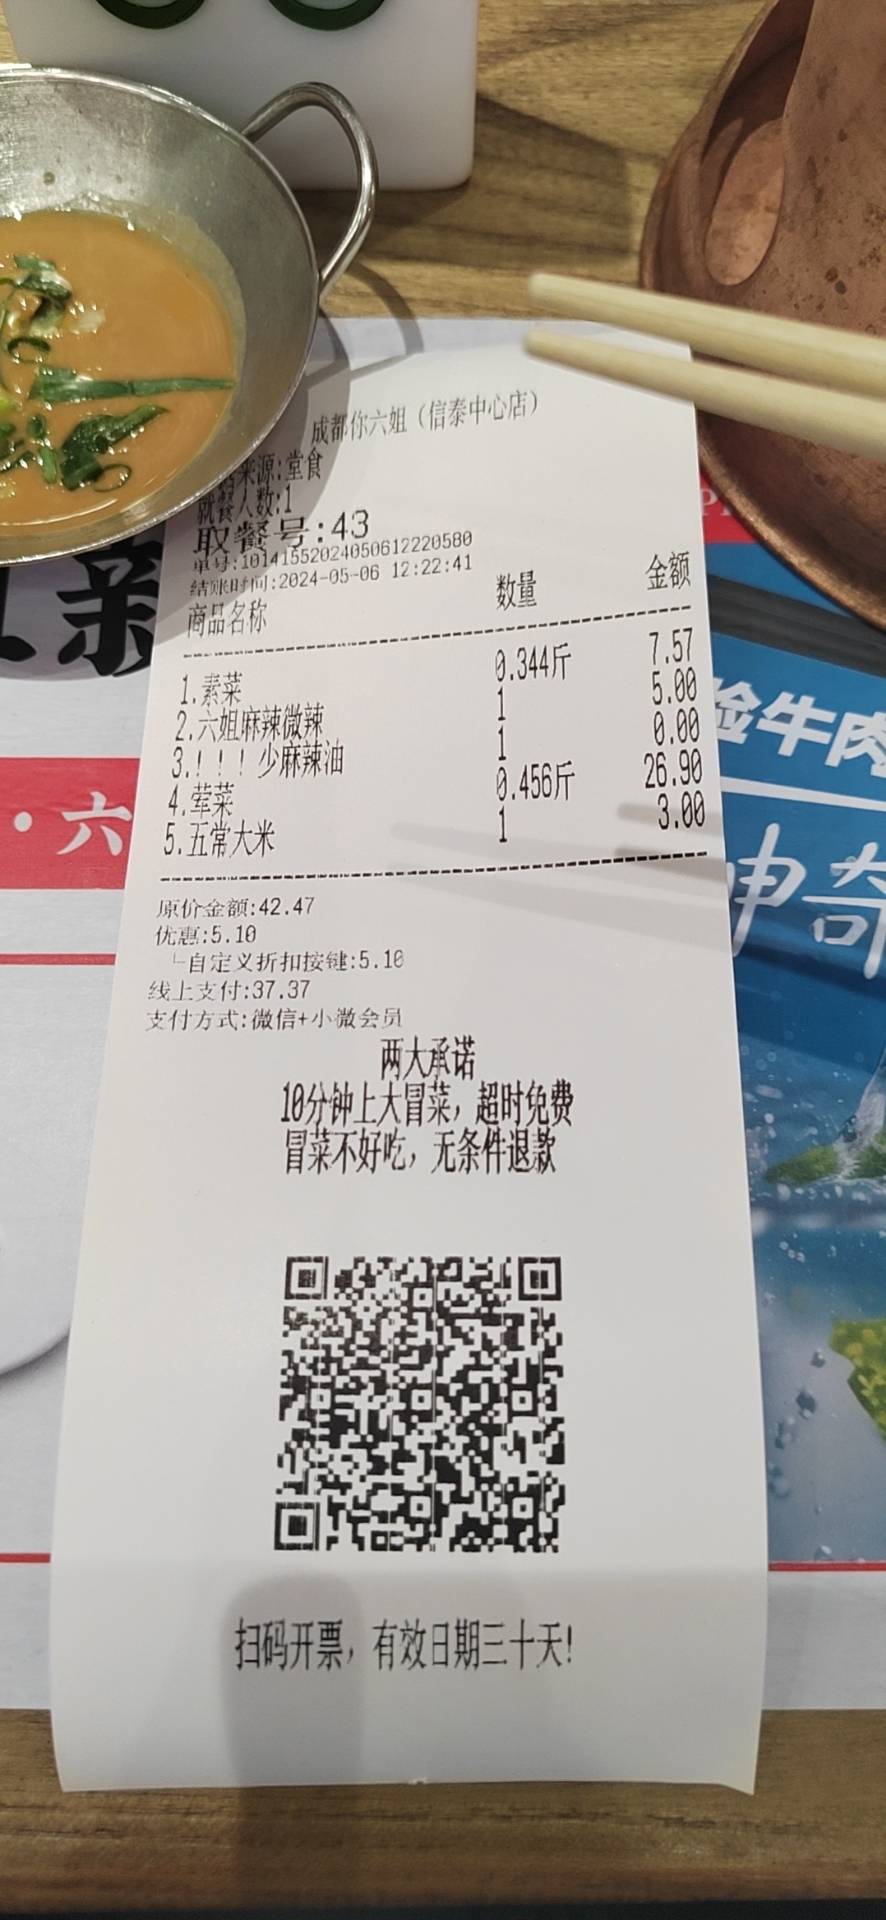 成都你六姐（信泰中心店）
来源:堂食
就餐人数:1
取餐号:43
单号:10141552024050612220580
结账时间:2024-05-06 12:22:41
商品名称 数量 金额
1.素菜 0.344斤 7.57
2.六姐麻辣微辣 1 5.00
3.！！！少麻辣油 1 0.00
4.荤菜 0.456斤 26.90
5.五常大米 1 3.00
原价金额:42.47
优惠:5.10
└自定义折扣按键:5.10
线上支付:37.37
支付方式:微信+小微会员
两大承诺
10分钟上大冒菜，超时免费
冒菜不好吃，无条件退款
扫码开票，有效日期三十天!
·六
牛肉